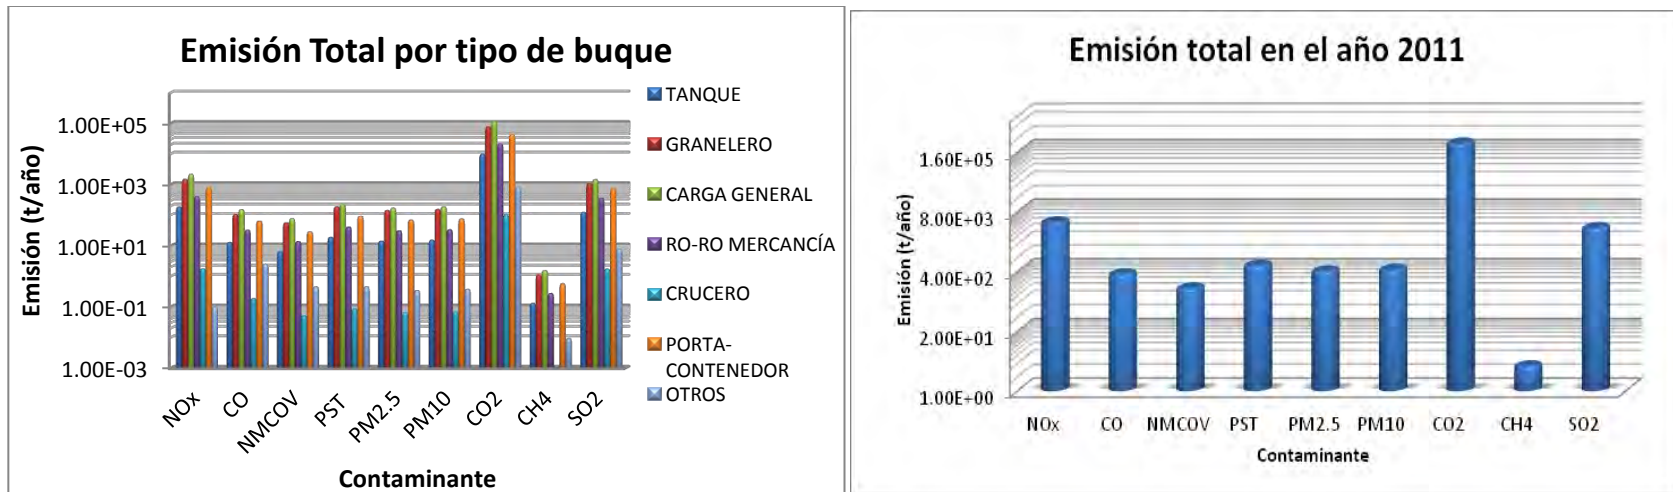 Emisión Total por tipo de buque
Emisión (t/año)
1.00E+05
1.00E+03
1.00E+01
1.00E-01
1.00E-03
NOx
CO
NMCOV
PST
PM2.5
PM10
CO2
CH4
SO2
Contaminante
TANQUE
GRANELERO
CARGA GENERAL
RO-RO MERCANCÍA
CRUCERO
PORTA-
CONTENEDOR
OTROS
Emisión total en el año 2011
Emisión (t/año)
1.60E+05
8.00E+03
4.00E+02
2.00E+01
1.00E+00
NOx
CO
NMCOV
PST
PM2.5
PM10
CO2
CH4
SO2
Contaminante